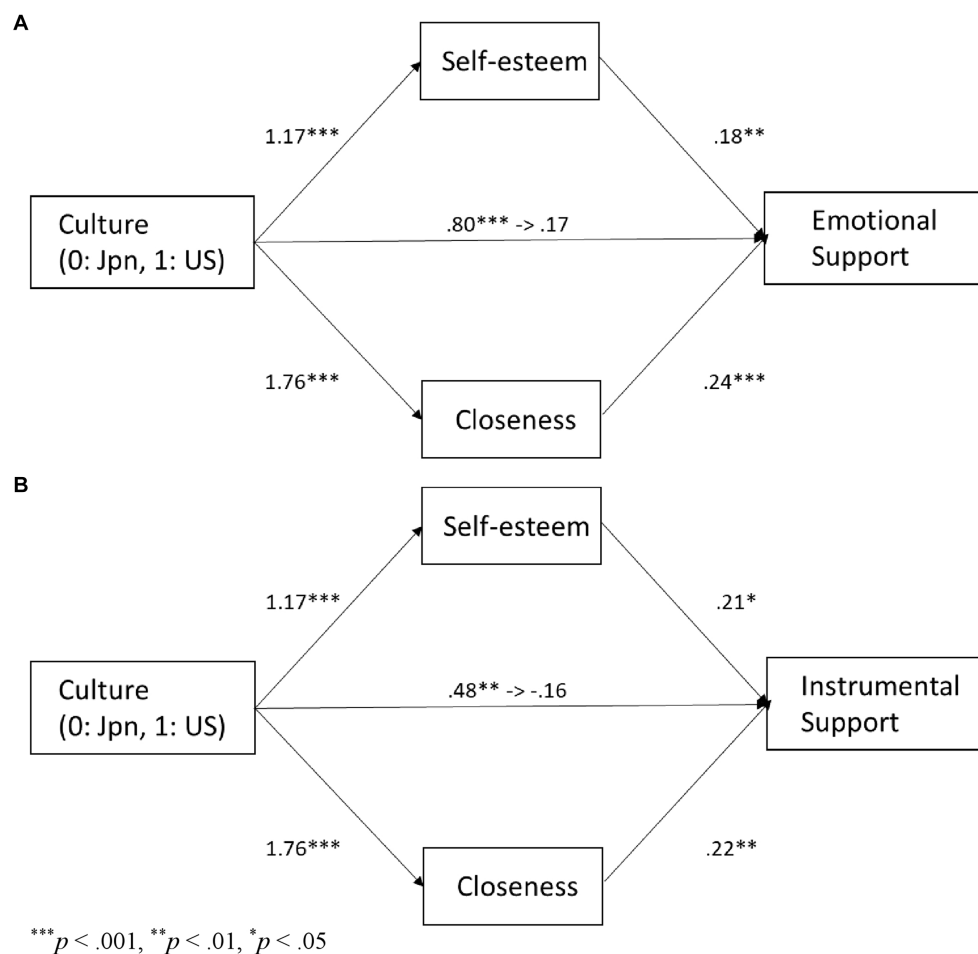 A
Self-esteem
1.17***
.18**
Culture
(0: Jpn, 1: US)
.80*** -> .17
Emotional
Support
1.76***
.24***
Closeness
B
Self-esteem
1.17***
.21*
Culture
(0: Jpn, 1: US)
.48** -> -.16
Instrumental
Support
1.76***
.22**
Closeness
***p < .001, **p < .01, *p < .05